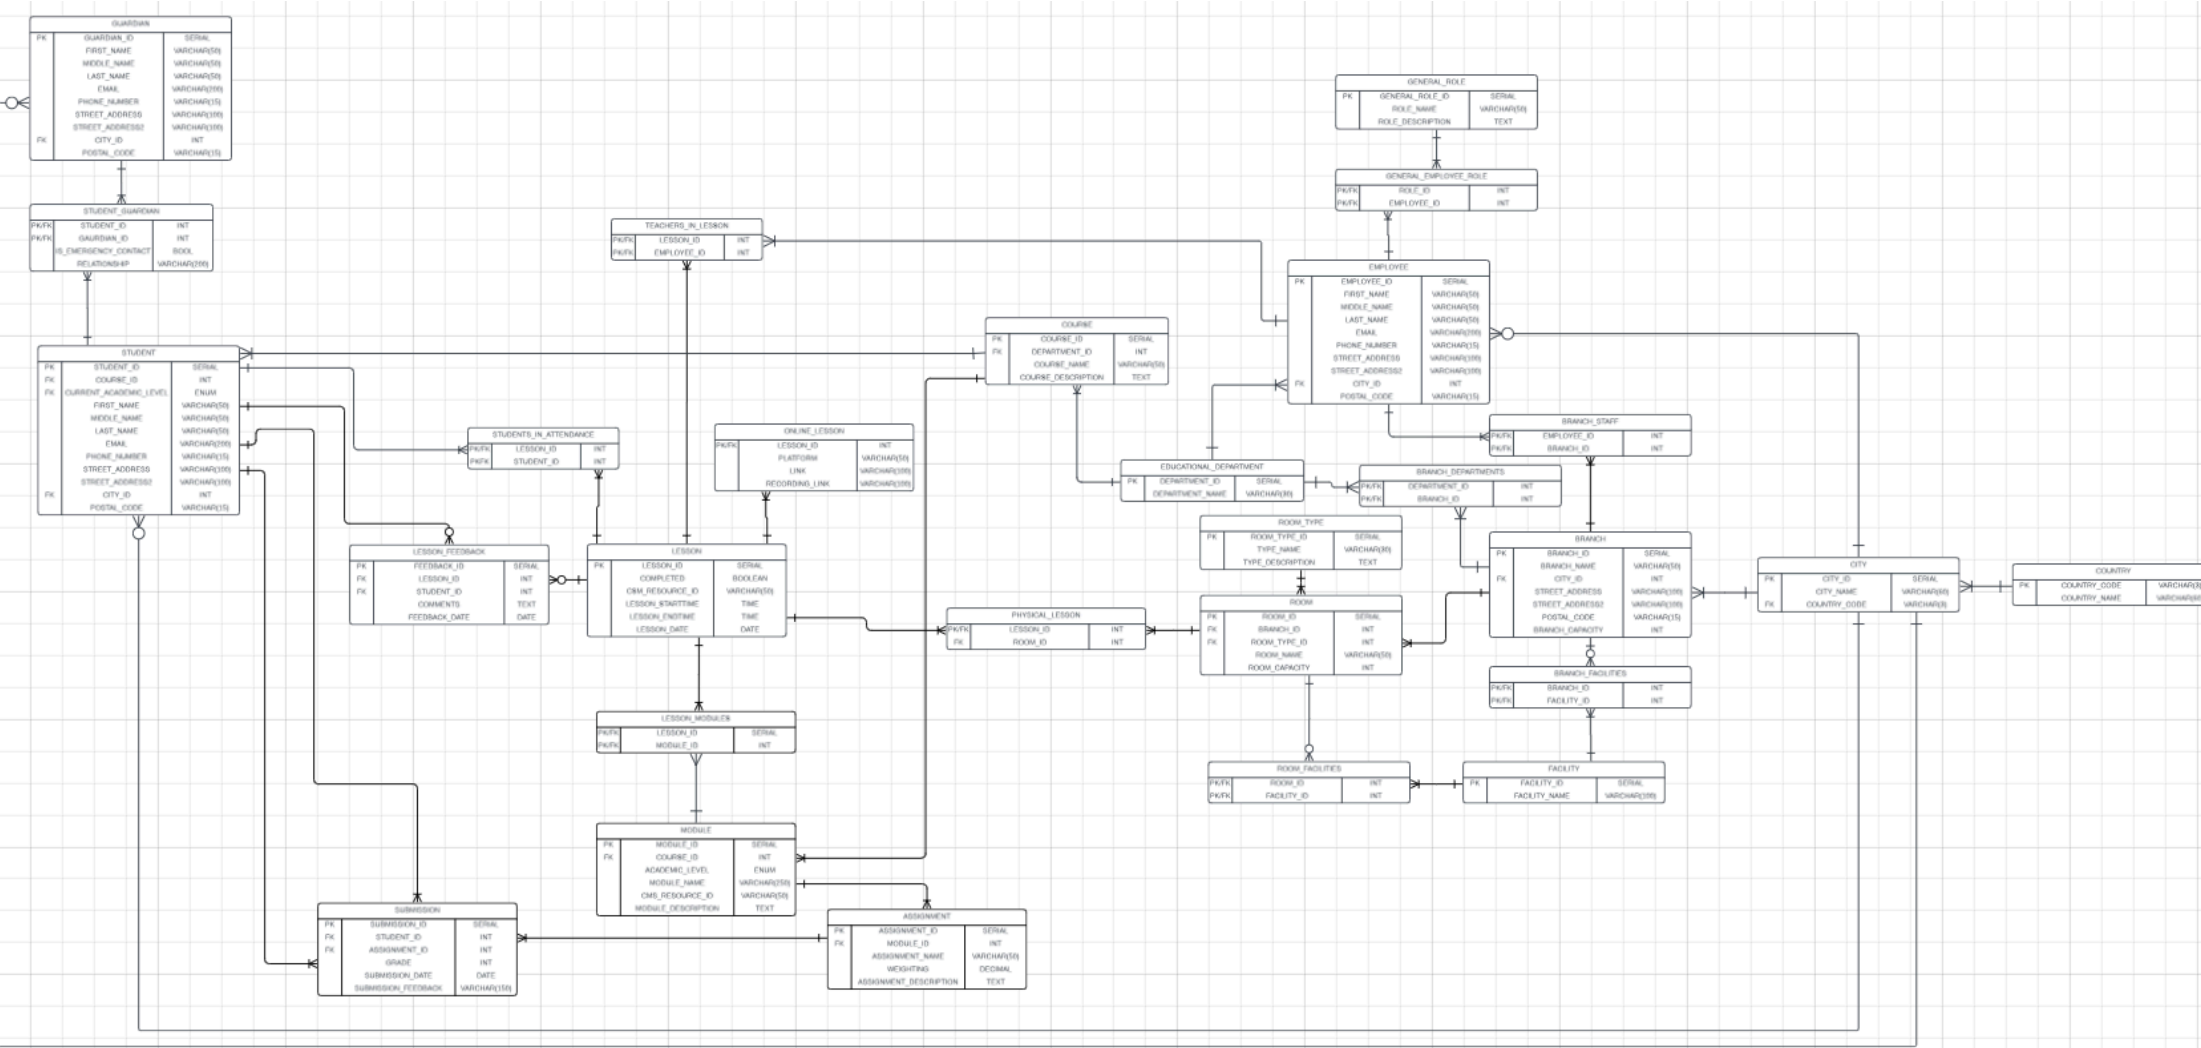 GUARDIAN
PK GUARDIAN_ID SERIAL
FIRST_NAME VARCHAR(50)
MIDDLE_NAME VARCHAR(50)
LAST_NAME VARCHAR(50)
EMAIL VARCHAR(200)
PHONE_NUMBER VARCHAR(15)
STREET_ADDRESS VARCHAR(100)
STREET_ADDRESS2 VARCHAR(100)
FK CITY_ID INT
POSTAL_CODE VARCHAR(15)
STUDENT_GUARDIAN
PK/FK STUDENT_ID INT
PK/FK GAURDIAN_ID INT
IS_EMERGENCY_CONTACT BOOL
RELATIONSHIP VARCHAR(200)
STUDENT
PK STUDENT_ID SERIAL
FK COURSE_ID INT
FK CURRENT_ACADEMIC_LEVEL ENUM
FIRST_NAME VARCHAR(50)
MIDDLE_NAME VARCHAR(50)
LAST_NAME VARCHAR(50)
EMAIL VARCHAR(200)
PHONE_NUMBER VARCHAR(15)
STREET_ADDRESS VARCHAR(100)
STREET_ADDRESS2 VARCHAR(100)
FK CITY_ID INT
POSTAL_CODE VARCHAR(15)
TEACHERS_IN_LESSON
PK/FK LESSON_ID INT
PK/FK EMPLOYEE_ID INT
STUDENTS_IN_ATTENDANCE
PK/FK LESSON_ID INT
PK/FK STUDENT_ID INT
ONLINE_LESSON
PK/FK LESSON_ID INT
PLATFORM VARCHAR(50)
LINK VARCHAR(100)
RECORDING_LINK VARCHAR(100)
LESSON_FEEDBACK
PK FEEDBACK_ID SERIAL
FK LESSON_ID INT
FK STUDENT_ID INT
COMMENTS TEXT
FEEDBACK_DATE DATE
LESSON
PK LESSON_ID SERIAL
COMPLETED BOOLEAN
CSM_RESOURCE_ID VARCHAR(50)
LESSON_STARTTIME TIME
LESSON_ENDTIME TIME
LESSON_DATE DATE
LESSON_MODULES
PK/FK LESSON_ID SERIAL
PK/FK MODULE_ID INT
MODULE
PK MODULE_ID SERIAL
FK COURSE_ID INT
ACADEMIC_LEVEL ENUM
MODULE_NAME VARCHAR(150)
CMS_RESOURCE_ID VARCHAR(50)
MODULE_DESCRIPTION TEXT
SUBMISSION
PK SUBMISSION_ID SERIAL
FK STUDENT_ID INT
FK ASSIGNMENT_ID INT
GRADE INT
SUBMISSION_DATE DATE
SUBMISSION_FEEDBACK VARCHAR(150)
ASSIGNMENT
PK ASSIGNMENT_ID SERIAL
FK MODULE_ID INT
ASSIGNMENT_NAME VARCHAR(50)
WEIGHTING DECIMAL
ASSIGNMENT_DESCRIPTION TEXT
COURSE
PK COURSE_ID SERIAL
FK DEPARTMENT_ID INT
COURSE_NAME VARCHAR(50)
COURSE_DESCRIPTION TEXT
PHYSICAL_LESSON
PK/FK LESSON_ID INT
FK ROOM_ID INT
GENERAL_ROLE
PK GENERAL_ROLE_ID SERIAL
ROLE_NAME VARCHAR(50)
ROLE_DESCRIPTION TEXT
GENERAL_EMPLOYEE_ROLE
PK/FK ROLE_ID INT
PK/FK EMPLOYEE_ID INT
EMPLOYEE
PK EMPLOYEE_ID SERIAL
FIRST_NAME VARCHAR(50)
MIDDLE_NAME VARCHAR(50)
LAST_NAME VARCHAR(50)
EMAIL VARCHAR(200)
PHONE_NUMBER VARCHAR(15)
STREET_ADDRESS VARCHAR(100)
STREET_ADDRESS2 VARCHAR(100)
FK CITY_ID INT
POSTAL_CODE VARCHAR(15)
BRANCH_STAFF
PK/FK EMPLOYEE_ID INT
PK/FK BRANCH_ID INT
EDUCATIONAL_DEPARTMENT
PK DEPARTMENT_ID SERIAL
DEPARTMENT_NAME
BRANCH_DEPARTMENTS
PK/FK DEPARTMENT_ID INT
PK/FK BRANCH_ID INT
ROOM_TYPE
PK ROOM_TYPE_ID SERIAL
TYPE_NAME
TYPE_DESCRIPTION TEXT
ROOM
PK ROOM_ID SERIAL
FK BRANCH_ID INT
FK ROOM_TYPE_ID INT
ROOM_NAME VARCHAR(50)
ROOM_CAPACITY INT
BRANCH
PK BRANCH_ID SERIAL
BRANCH_NAME VARCHAR(50)
FK CITY_ID INT
STREET_ADDRESS VARCHAR(100)
STREET_ADDRESS2 VARCHAR(100)
POSTAL_CODE VARCHAR(15)
BRANCH_CAPACITY INT
BRANCH_FACILITIES
PK/FK BRANCH_ID INT
PK/FK FACILITY_ID INT
ROOM_FACILITIES
PK/FK ROOM_ID INT
PK/FK FACILITY_ID INT
FACILITY
PK FACILITY_ID SERIAL
FACILITY_NAME VARCHAR(100)
CITY
PK CITY_ID SERIAL
CITY_NAME
FK COUNTRY_CODE
COUNTRY
PK COUNTRY_CODE
COUNTRY_NAME